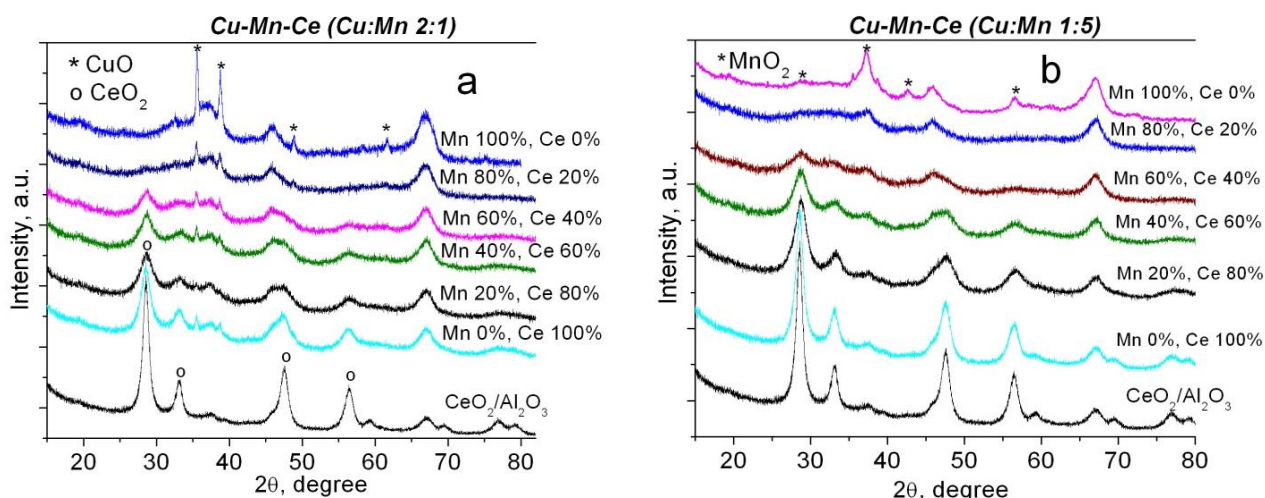 Cu-Mn-Ce (Cu:Mn 2:1)
* CuO
o CeO2
a
*
*
*
*
Mn 100%, Ce 0%
Mn 80%, Ce 20%
Mn 60%, Ce 40%
Mn 40%, Ce 60%
o
Mn 20%, Ce 80%
Mn 0%, Ce 100%
o
o
o
CeO2/Al2O3
Intensity, a.u.
20 30 40 50 60 70 80
2θ, degree
Cu-Mn-Ce (Cu:Mn 1:5)
*MnO2
b
*
*
*
*
Mn 100%, Ce 0%
Mn 80%, Ce 20%
Mn 60%, Ce 40%
Mn 40%, Ce 60%
Mn 20%, Ce 80%
Mn 0%, Ce 100%
CeO2/Al2O3
Intensity, a.u.
20 30 40 50 60 70 80
2θ, degree